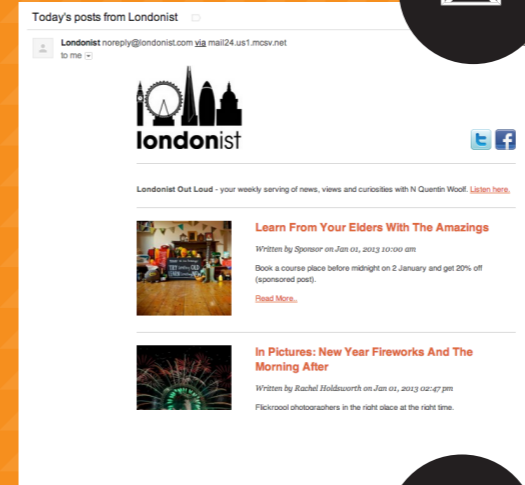 Today's posts from Londonist
Londonist noreply@londonist.com via mail24.us1.mcsv.net
to me
londonist
Londonist Out Loud - your weekly serving of news, views and curiosities with N Quentin Woolf. Listen here.
Learn From Your Elders With The Amazings
Written by Sponsor on Jan 01, 2013 10:00 am
Book a course place before midnight on 2 January and get 20% off
(sponsored post).
Read More..
In Pictures: New Year Fireworks And The
Morning After
Written by Rachel Holdsworth on Jan 01, 2013 02:47 pm
Flickrpool photographers in the right place at the right time.